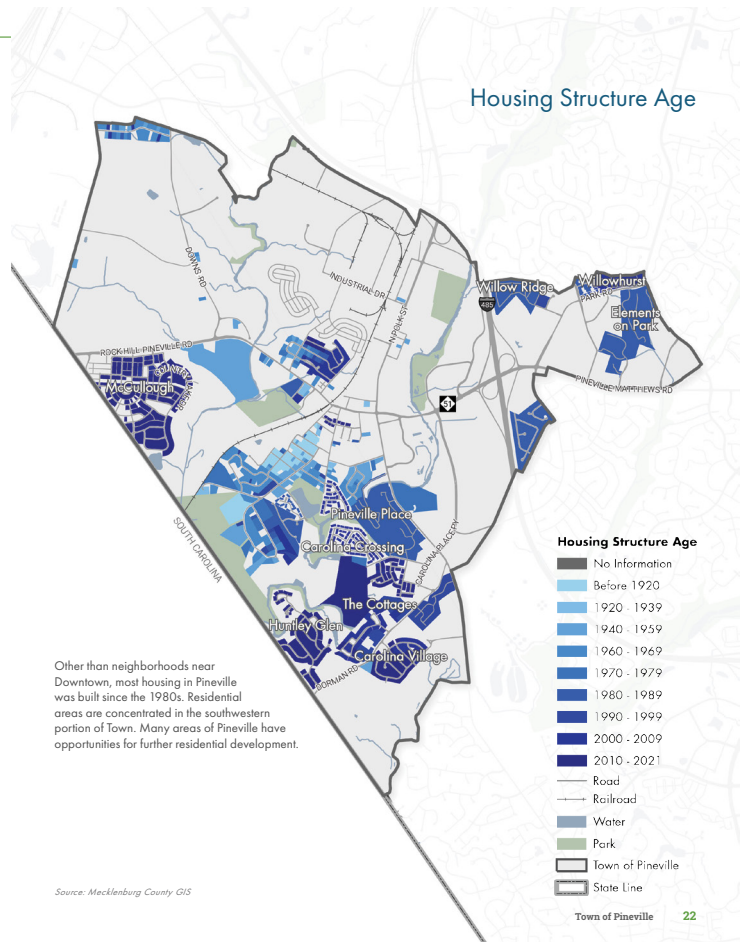 Housing Structure Age
DOWNS RD
INDUSTRIAL DR
N POLK ST
Willow Ridge
485
Willowhurst
PARK RD
Elements
on Park
ROCK HILL PINEVILLE RD
McCullough
51
PINEVILLE MATTHEWS RD
SOUTH CAROLINA
Pineville Place
Carolina Crossing
CAROLINA PLACE PY
The Cottages
Huntley Glen
Carolina Village
DORMAN RD
Other than neighborhoods near
Downtown, most housing in Pineville
was built since the 1980s. Residential
areas are concentrated in the southwestern
portion of Town. Many areas of Pineville have
opportunities for further residential development.
Source: Mecklenburg County GIS
Housing Structure Age
No Information
Before 1920
1920 - 1939
1940 - 1959
1960 - 1969
1970 - 1979
1980 - 1989
1990 - 1999
2000 - 2009
2010 - 2021
Road
Railroad
Water
Park
Town of Pineville
State Line
Town of Pineville 22